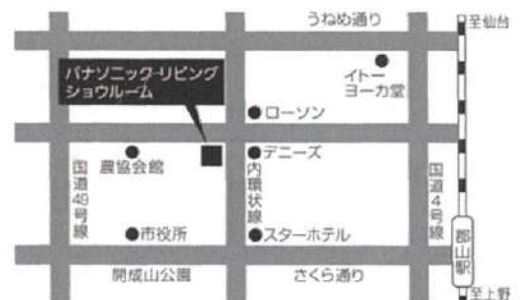 うねめ通り
至仙台
パナソニック リビング
ショウルーム
イトー
ヨーカ堂
ローソン
国道49号線
農協会館
内環状線
デニーズ
国道4号線
市役所
スターホテル
郡山駅
開成山公園
さくら通り
至上野